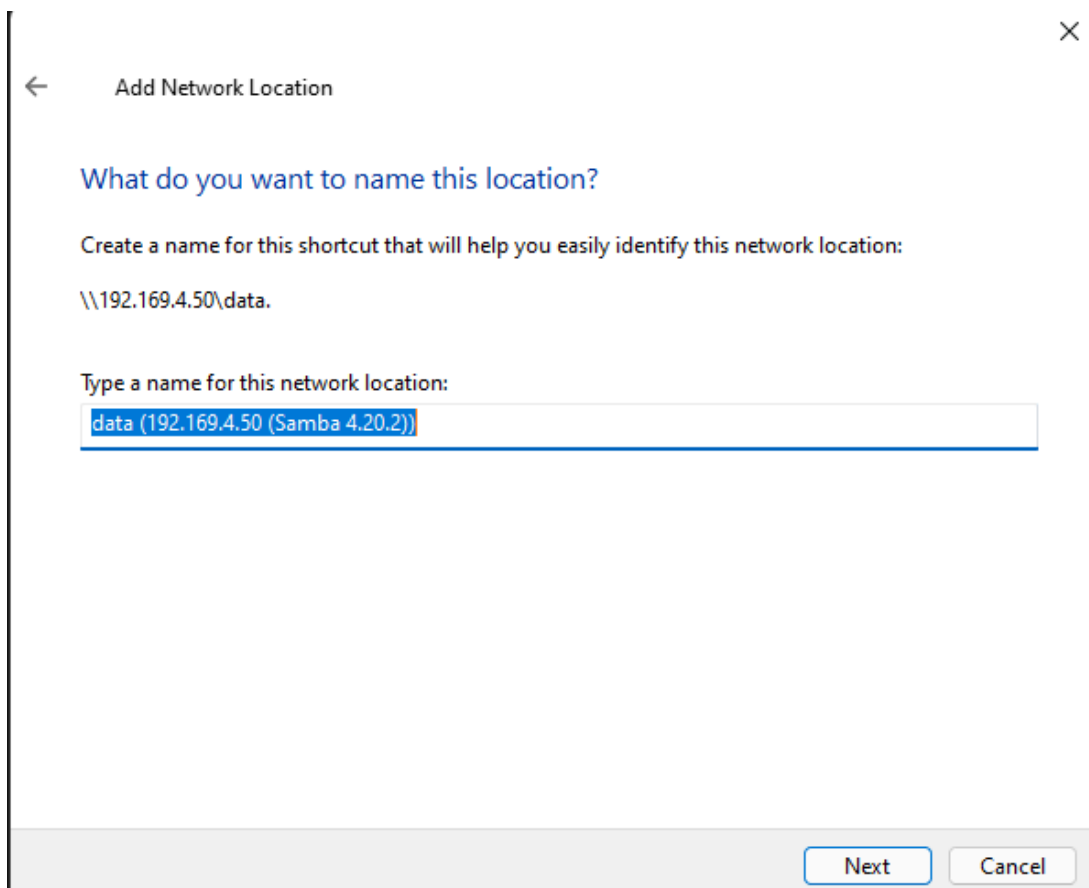 Add Network Location
What do you want to name this location?
Create a name for this shortcut that will help you easily identify this network location:
\\192.169.4.50\data.
Type a name for this network location:
data (192.169.4.50 (Samba 4.20.2))
Next
Cancel